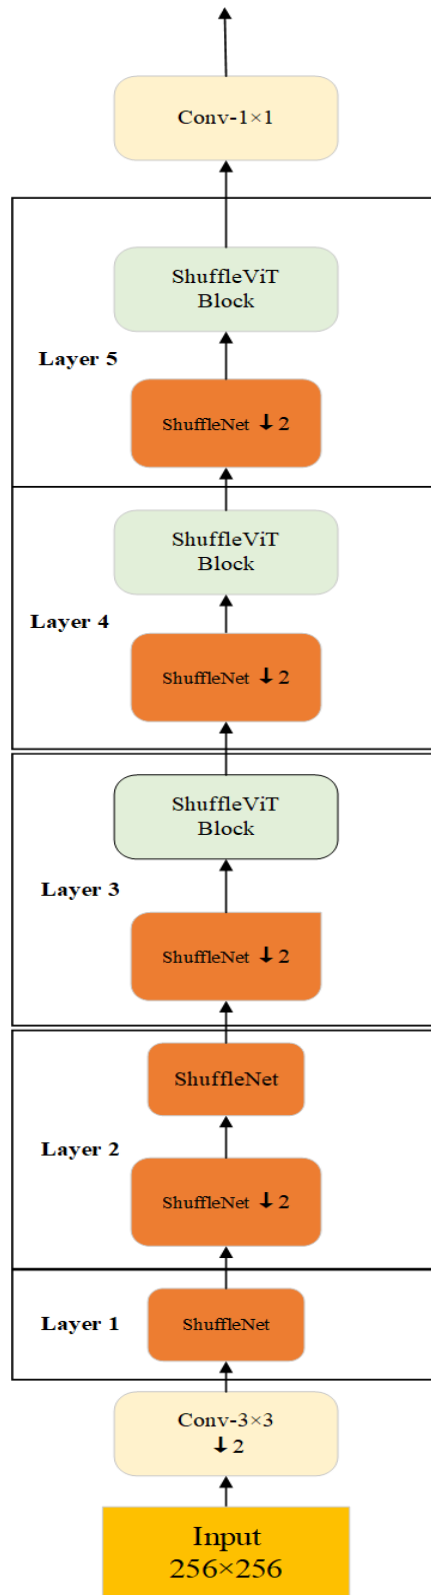 Conv-1×1
ShuffleViT
Block
Layer 5
ShuffleNet ↓2
ShuffleViT
Block
Layer 4
ShuffleNet ↓2
ShuffleViT
Block
Layer 3
ShuffleNet ↓2
ShuffleNet
Layer 2
ShuffleNet ↓2
Layer 1
ShuffleNet
Conv-3×3
↓2
Input
256×256